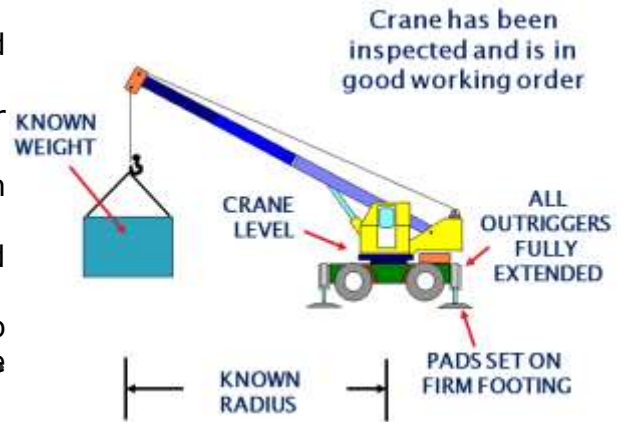 Crane has been
inspected and is in
good working order
KNOWN
WEIGHT
CRANE
LEVEL
ALL
OUTRIGGERS
FULLY
EXTENDED
PADS SET ON
FIRM FOOTING
KNOWN
RADIUS